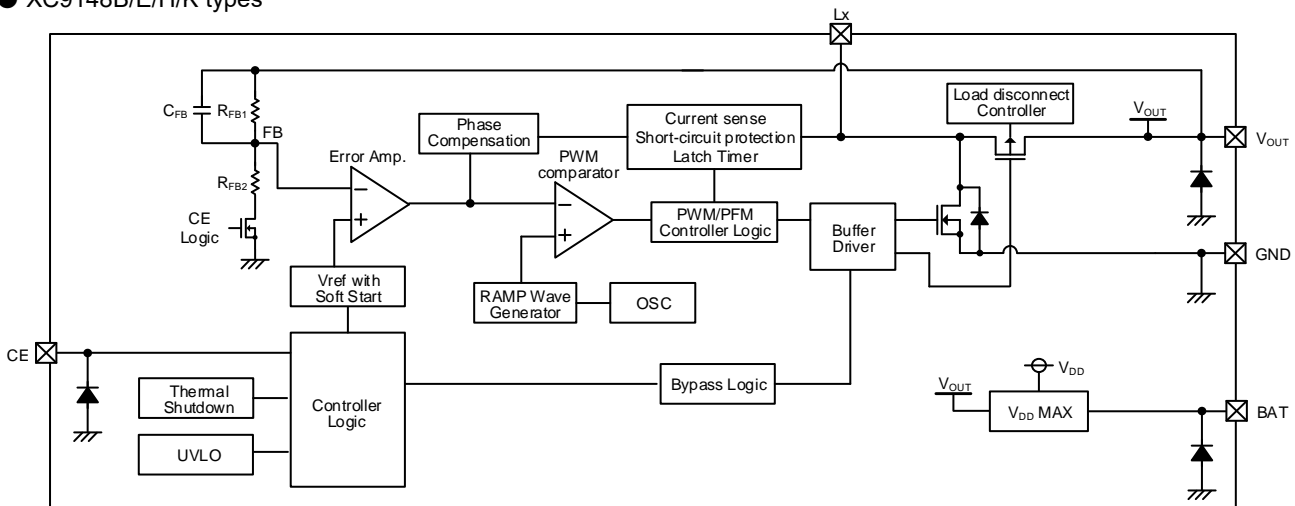 ● XC9148B/E/H/K types
Lx
CFB
RFB1
FB
RFB2
CE
Logic
Error Amp.
Phase
Compensation
PWM
comparator
Current sense
Short-circuit protection
Latch Timer
Load disconnect
Controller
VOUT
VOUT
PWM/PFM
Controller Logic
Buffer
Driver
GND
Vref with
Soft Start
RAMP Wave
Generator
OSC
CE
Thermal
Shutdown
UVLO
Controller
Logic
Bypass Logic
VOUT
VDD
VDD MAX
BAT